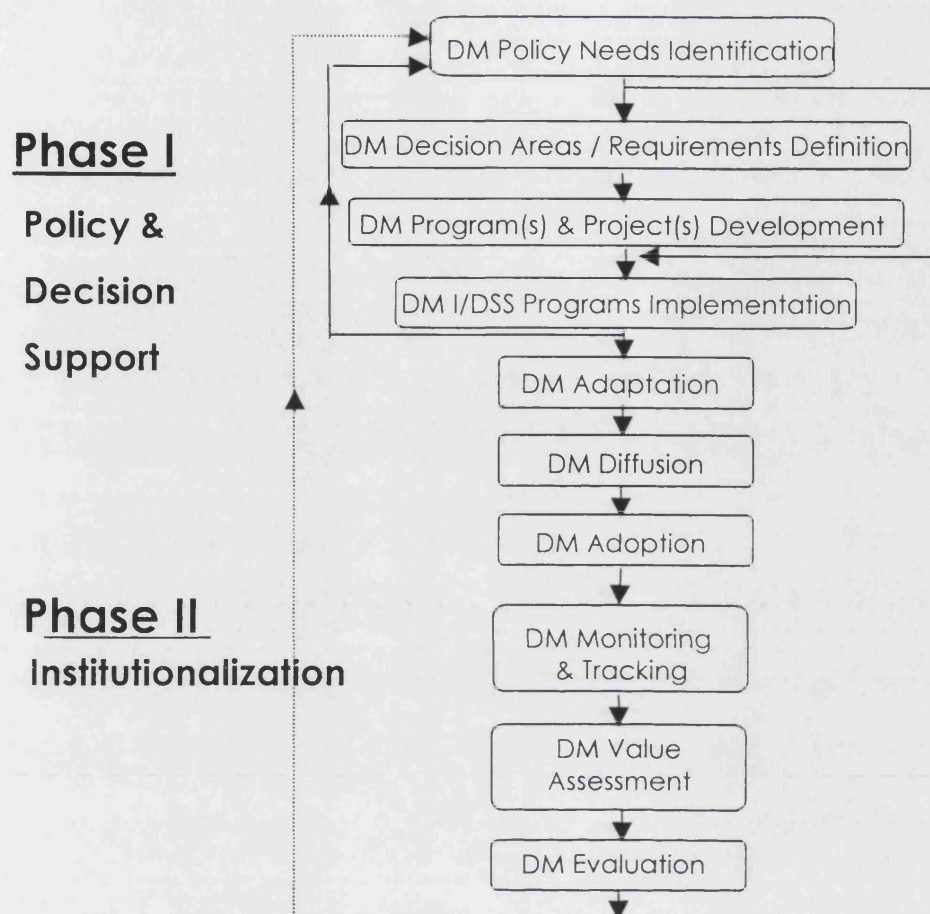 DM Policy Needs Identification
Phase I
Policy &
Decision
Support
DM Decision Areas / Requirements Definition
DM Program(s) & Project(s) Development
DM I/DSS Programs Implementation
DM Adaptation
DM Diffusion
DM Adoption
Phase II
Institutionalization
DM Monitoring
& Tracking
DM Value
Assessment
DM Evaluation